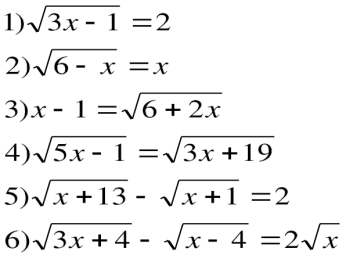 1)√(3x - 1) = 2
2)√(6 - x) = x
3)x - 1 = √(6 + 2x)
4)√(5x - 1) = √(3x + 19)
5)√(x + 13) - √(x + 1) = 2
6)√(3x + 4) - √(x - 4) = 2√x